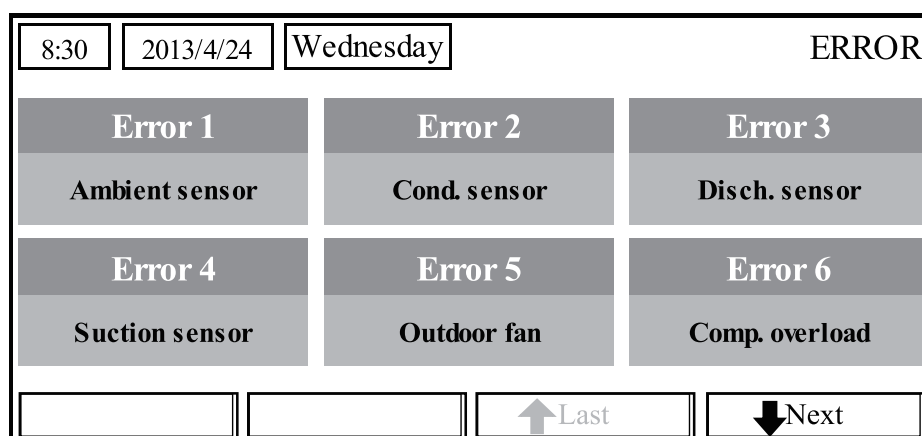 8:30 2013/4/24 Wednesday ERROR
Error 1 Error 2 Error 3
Ambient sensor Cond. sensor Disch. sensor
Error 4 Error 5 Error 6
Suction sensor Outdoor fan Comp. overload
Last Next